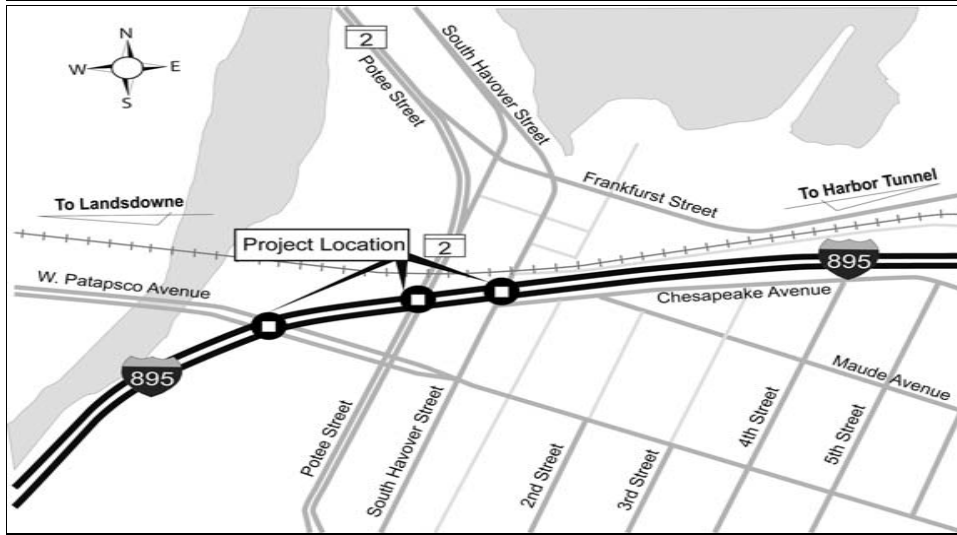 N
W
E
S
2
Potee Street
South Havover Street
Frankfurst Street
To Landsdowne
To Harbor Tunnel
Project Location
2
895
W. Patapsco Avenue
Chesapeake Avenue
895
Maude Avenue
Potee Street
South Havover Street
2nd Street
3rd Street
4th Street
5th Street